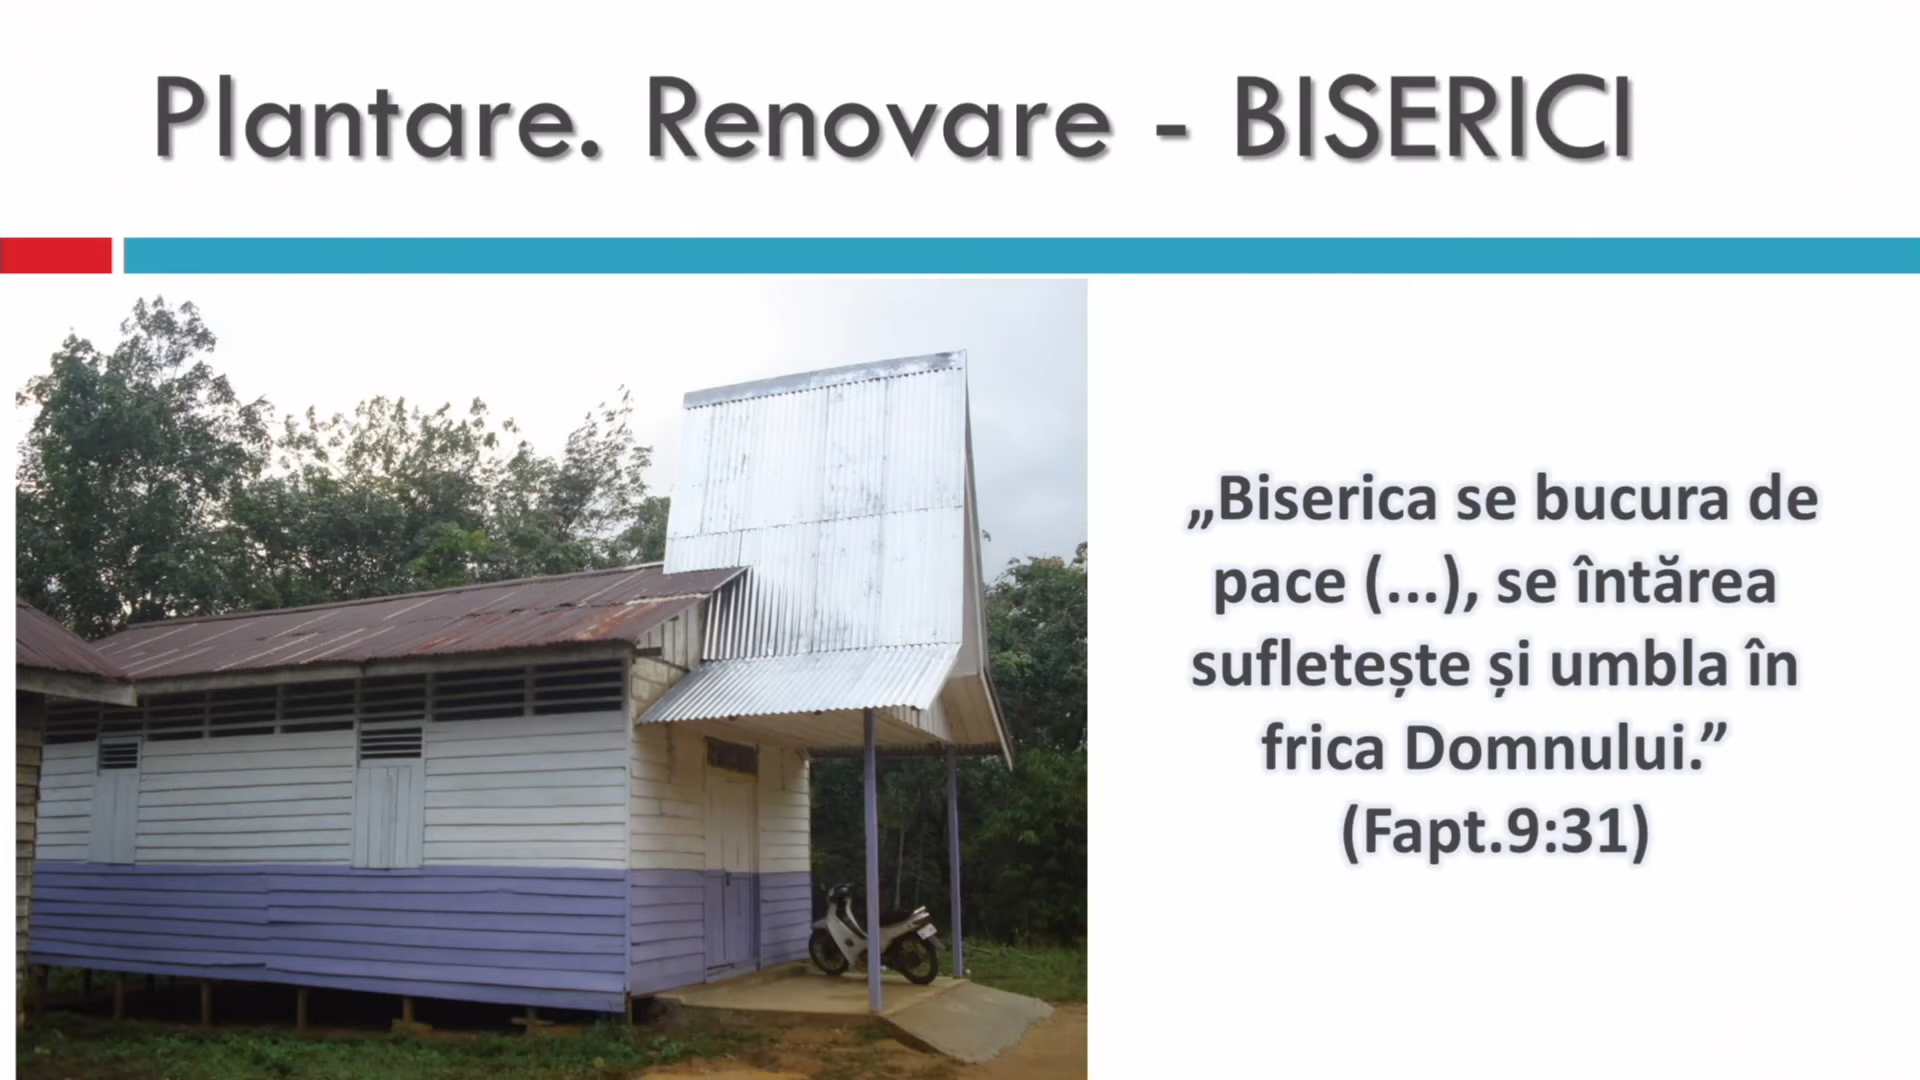 Plantare. Renovare - BISERICI
„Biserica se bucura de
pace (...), se întărea
sufletește și umbla în
frica Domnului.”
(Fapt.9:31)